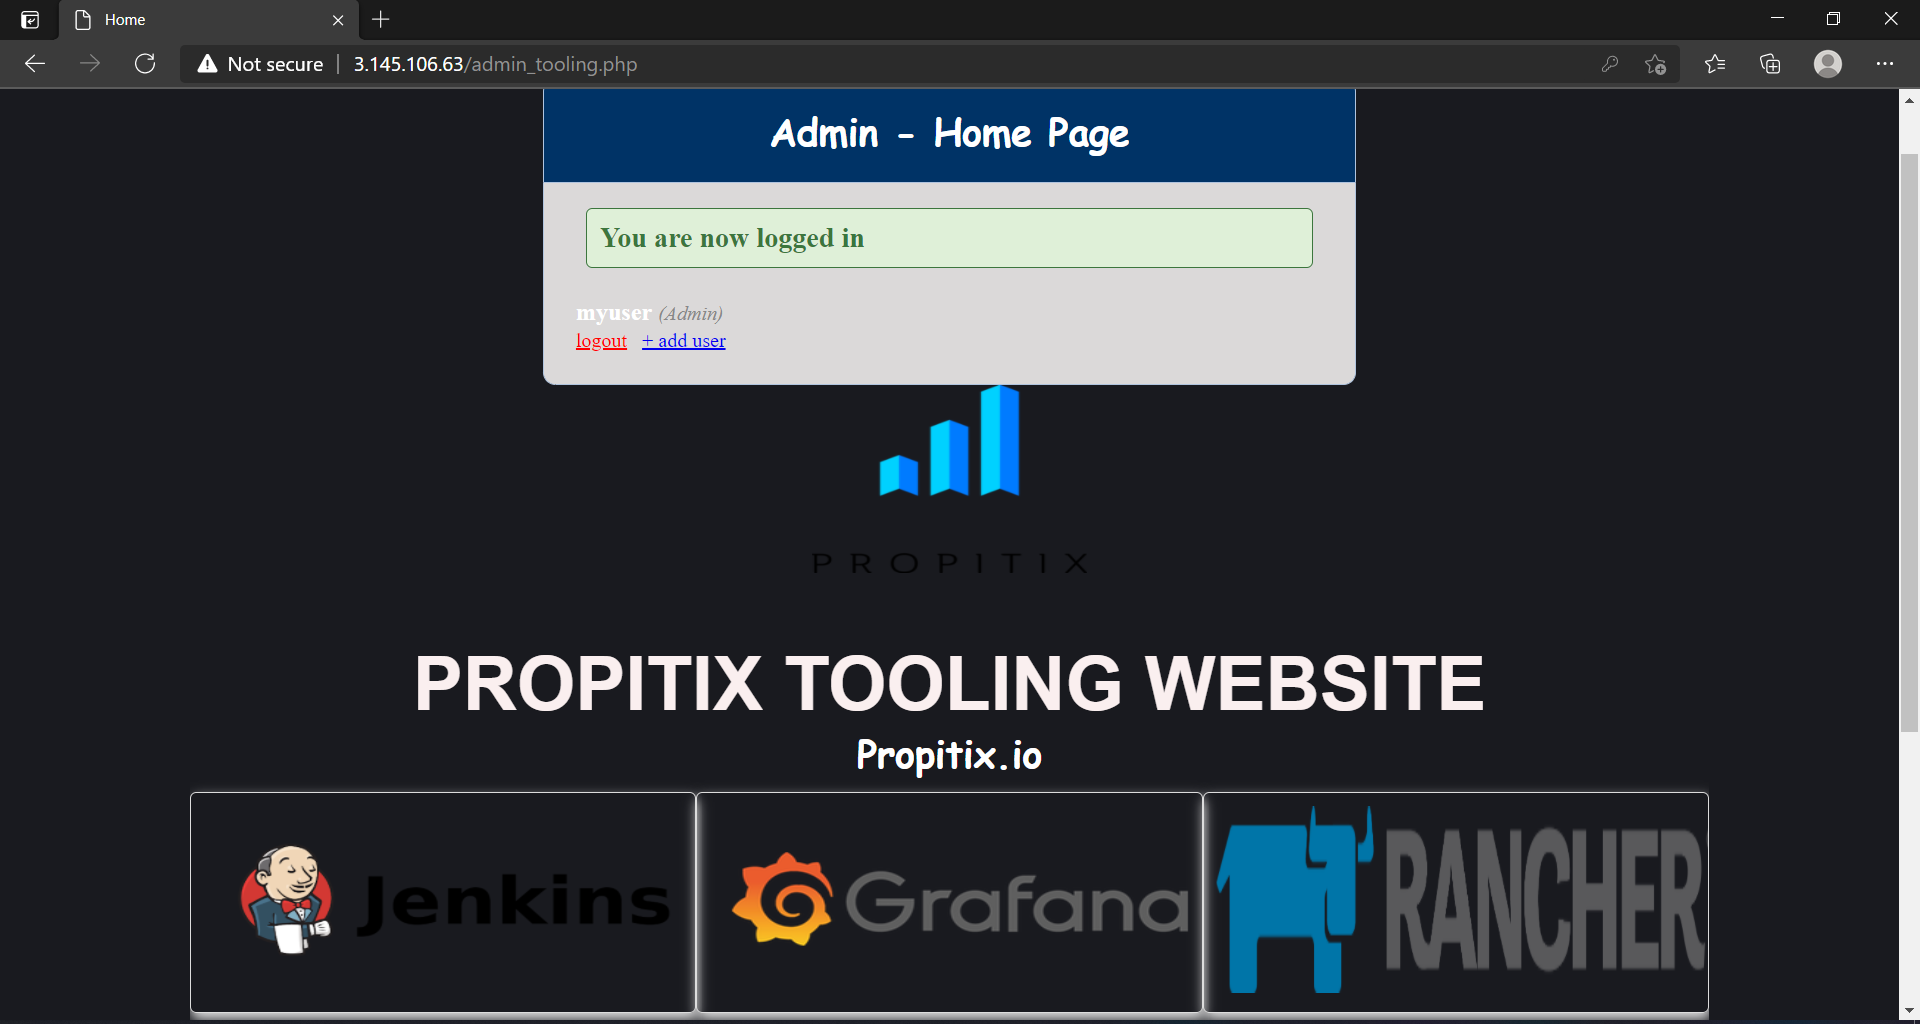 Home
Not secure
3.145.106.63/admin_tooling.php
Admin - Home Page
You are now logged in
myuser (Admin)
logout + add user
PROPITIX
PROPITIX TOOLING WEBSITE
Propitix.io
Jenkins
Grafana
RANCHER